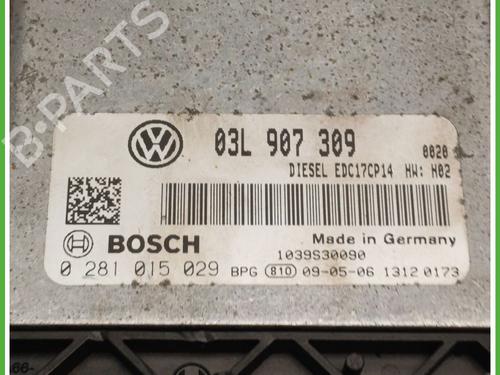 B-PARTS
03L 907 309
0020
DIESEL EDC17CP14 HW: H02
BOSCH
Made in Germany
1039S30090
0 281 015 029 BPG 810 09-05-06 1312 0173
66-